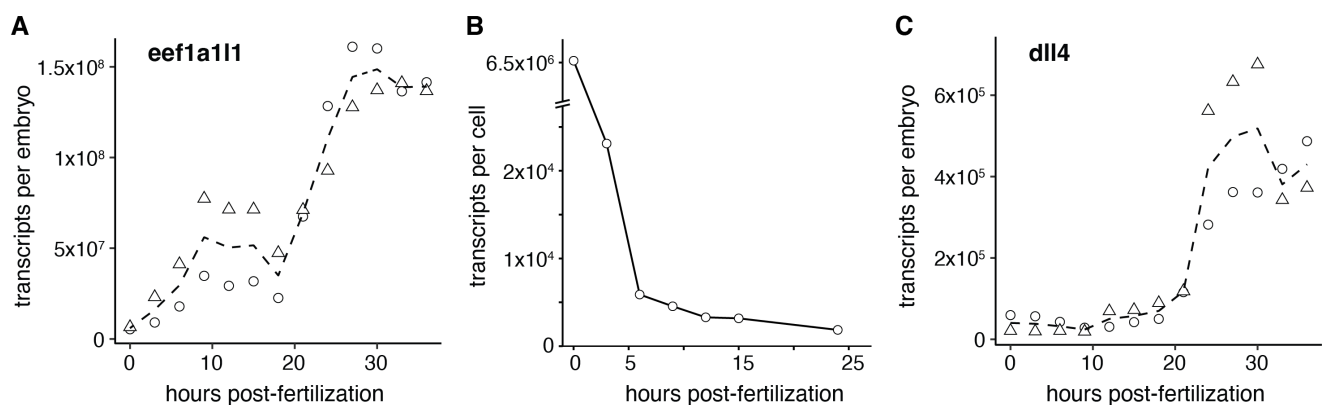 A
eef1a1l1
transcripts per embryo
1.5x10⁸
1x10⁸
5x10⁷
0
0 10 20 30
hours post-fertilization
B
transcripts per cell
6.5x10⁶
2x10⁴
1x10⁴
0
0 5 15 25
hours post-fertilization
C
dll4
transcripts per embryo
6x10⁵
4x10⁵
2x10⁵
0
0 10 20 30
hours post-fertilization